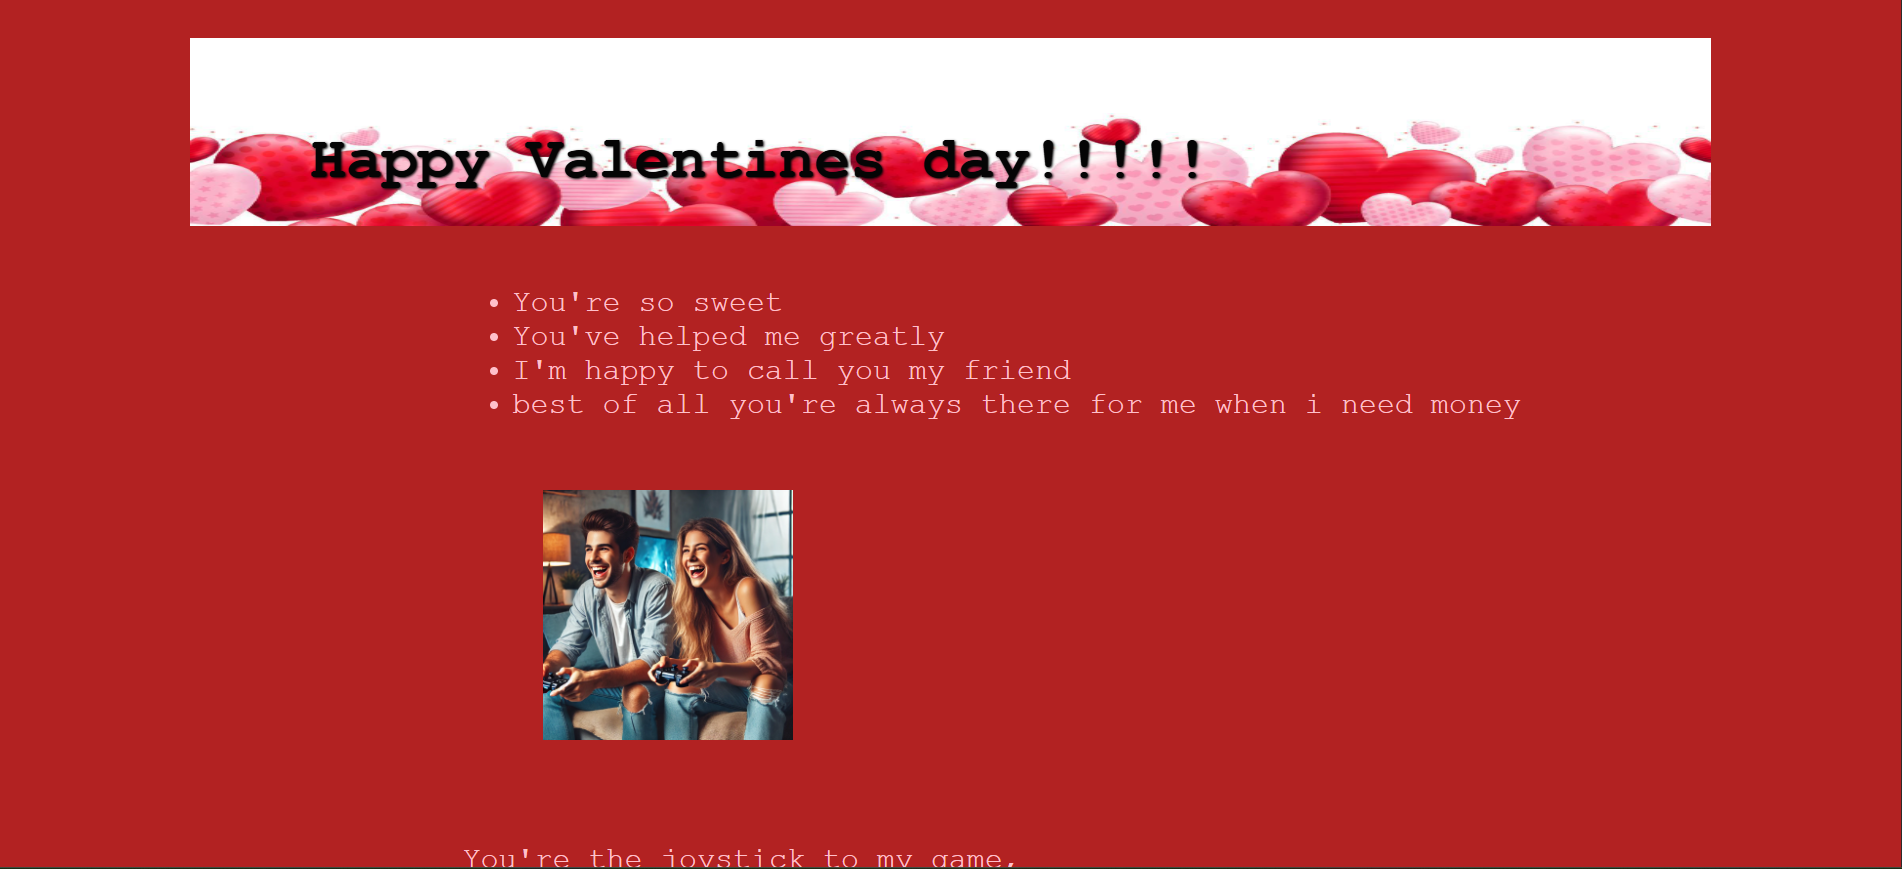 Happy Valentines day!!!!!
You're so sweet
You've helped me greatly
I'm happy to call you my friend
best of all you're always there for me when i need money
You're the joystick to my game,